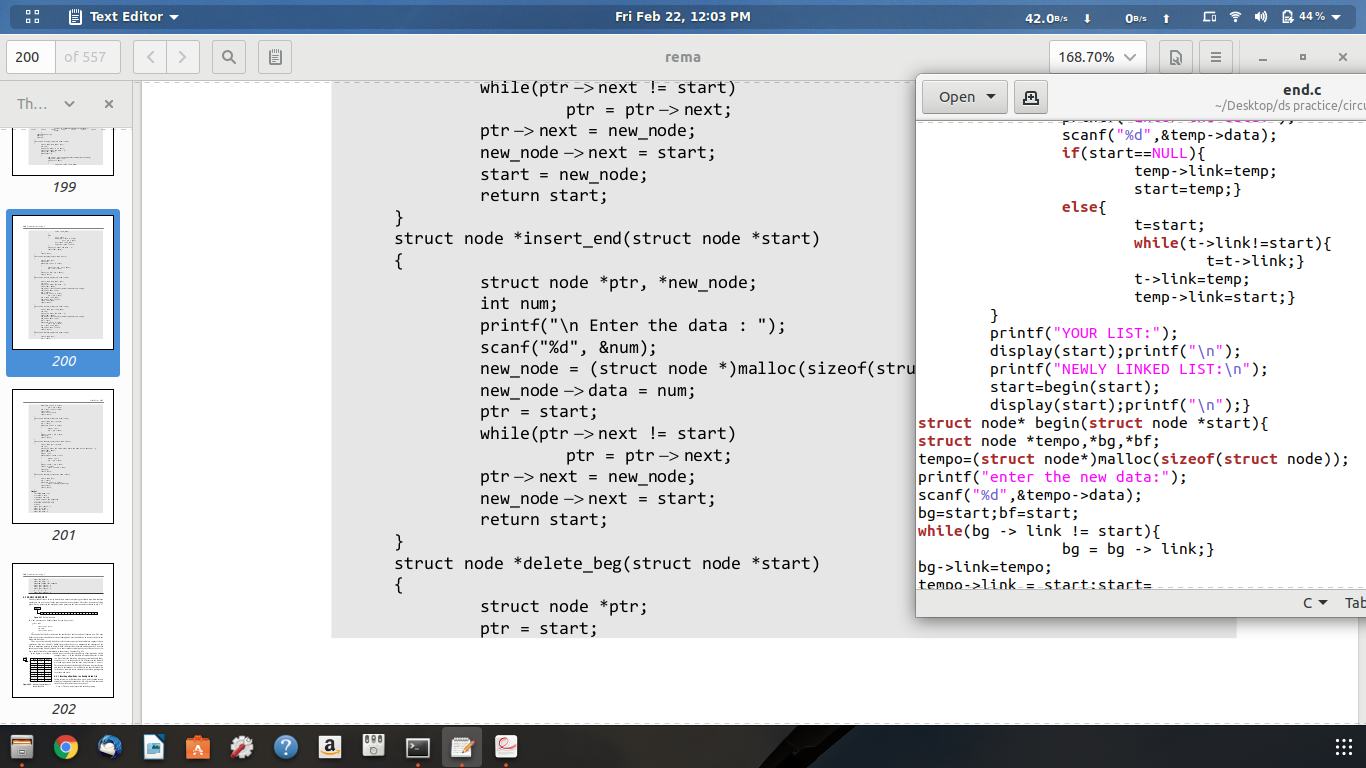 Text Editor
Fri Feb 22, 12:03 PM
42.0B/s ↓ 0B/s ↑ 44 %
200 of 557
rema
168.70%
Th...
199
200
201
202
while(ptr —> next != start)
ptr = ptr —> next;
ptr —> next = new_node;
new_node —> next = start;
start = new_node;
return start;
}
struct node *insert_end(struct node *start)
{
struct node *ptr, *new_node;
int num;
printf("\n Enter the data : ");
scanf("%d", &num);
new_node = (struct node *)malloc(sizeof(stru
new_node —> data = num;
ptr = start;
while(ptr —> next != start)
ptr = ptr —> next;
ptr —> next = new_node;
new_node —> next = start;
return start;
}
struct node *delete_beg(struct node *start)
{
struct node *ptr;
ptr = start;
Open
end.c
~/Desktop/ds practice/circu
scanf("%d",&temp->data);
if(start==NULL){
temp->link=temp;
start=temp;}
else{
t=start;
while(t->link!=start){
t=t->link;}
t->link=temp;
temp->link=start;}
}
printf("YOUR LIST:");
display(start);printf("\n");
printf("NEWLY LINKED LIST:\n");
start=begin(start);
display(start);printf("\n");}
struct node* begin(struct node *start){
struct node *tempo,*bg,*bf;
tempo=(struct node*)malloc(sizeof(struct node));
printf("enter the new data:");
scanf("%d",&tempo->data);
bg=start;bf=start;
while(bg -> link != start){
bg = bg -> link;}
bg->link=tempo;
tempo->link = start;start=
C
Tab